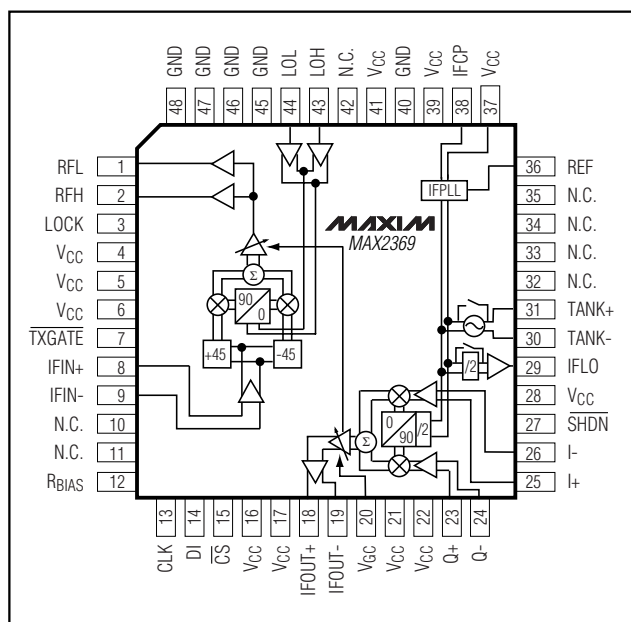 GND
GND
GND
GND
LOL
LOH
N.C.
VCC
GND
VCC
IFCP
VCC
48
47
46
45
44
43
42
41
40
39
38
37
RFL 1
RFH 2
LOCK 3
VCC 4
VCC 5
VCC 6
TXGATE 7
IFIN+ 8
IFIN- 9
N.C. 10
N.C. 11
RBIAS 12
MAXIM
MAX2369
IFPLL
Σ
90
0
+45
-45
/2
Σ
0
90
/2
36 REF
35 N.C.
34 N.C.
33 N.C.
32 N.C.
31 TANK+
30 TANK-
29 IFLO
28 VCC
27 SHDN
26 I-
25 I+
13
14
15
16
17
18
19
20
21
22
23
24
CLK
DI
CS
VCC
VCC
IFOUT+
IFOUT-
VGC
VCC
VCC
Q+
Q-